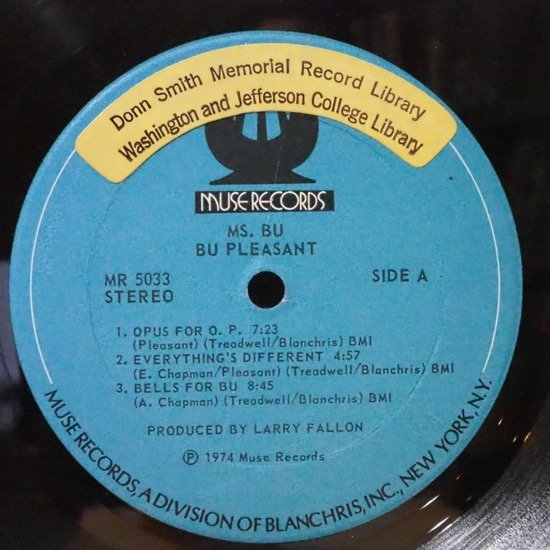 Donn Smith Memorial Record Library
Washington and Jefferson College Library
MUSE RECORDS
MS. BU
BU PLEASANT
MR 5033
STEREO
SIDE A
1. OPUS FOR O. P. 7:23
(Pleasant) (Treadwell/Blanchris) BMI
2. EVERYTHING'S DIFFERENT 4:57
(E. Chapman/Pleasant) (Treadwell/Blanchris) BMI
3. BELLS FOR BU 8:45
(A. Chapman) (Treadwell/Blanchris) BMI
PRODUCED BY LARRY FALLON
℗ 1974 Muse Records
MUSE RECORDS, A DIVISION OF BLANCHRIS, INC., NEW YORK, N.Y.